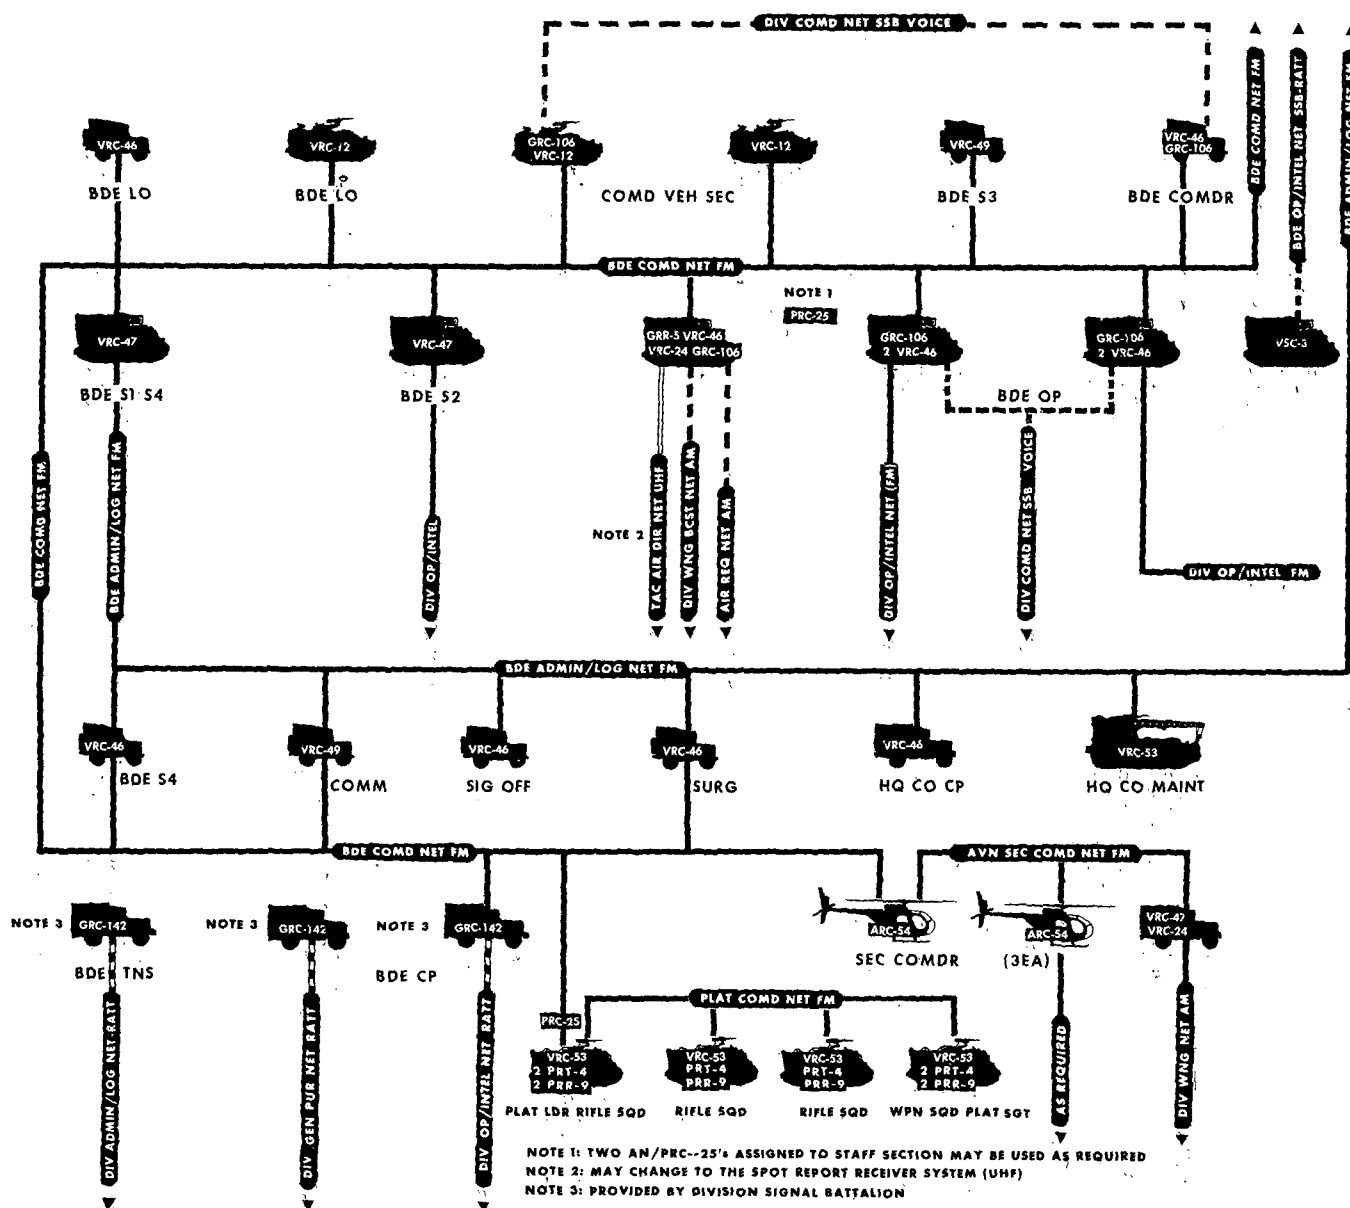 DIV COMD NET SSB VOICE
BDE COMD NET FM
BDE OP/INTEL NET SSB-RATT
BDE ADMIN/LOG NET FM
VRC-46
BDE LO
VRC-12
BDE LO
GRC-106
VRC-12
COMD VEH SEC
VRC-12
VRC-49
BDE S3
VRC-46
GRC-106
BDE COMDR
BDE COMD NET FM
NOTE 1
PRC-25
VRC-47
BDE S1 S4
VRC-47
BDE S2
GRR-5 VRC-46
VRC-24 GRC-106
GRC-106
2 VRC-46
GRC-106
2 VRC-46
BDE OP
VSC-3
BDE COMD NET FM
BDE ADMIN/LOG NET FM
DIV OP/INTEL
NOTE 2
TAC AIR DIR NET UHF
DIV WNG BCST NET AM
AIR REQ NET AM
DIV OP/INTEL NET (FM)
DIV COMD NET SSB VOICE
DIV OP/INTEL FM
BDE ADMIN/LOG NET FM
VRC-46
BDE S4
VRC-49
COMM
VRC-46
SIG OFF
VRC-46
SURG
VRC-46
HQ CO CP
VRC-53
HQ CO MAINT
BDE COMD NET FM
AVN SEC COMD NET FM
NOTE 3
GRC-142
BDE TNS
NOTE 3
GRC-142
NOTE 3
GRC-142
BDE CP
ARC-54
SEC COMDR
ARC-54
(3EA)
VRC-47
VRC-24
DIV ADMIN/LOG NET-RATT
DIV GEN PUR NET RATT
DIV OP/INTEL NET RATT
PLAT COMD NET FM
PRC-25
VRC-53
2 PRT-4
2 PRR-9
PLAT LDR RIFLE SQD
VRC-53
PRT-4
PRR-9
RIFLE SQD
VRC-53
PRT-4
PRR-9
RIFLE SQD
VRC-53
2 PRT-4
2 PRR-9
WPN SQD PLAT SGT
AS REQUIRED
DIV WNG NET AM
NOTE 1: TWO AN/PRC--25's ASSIGNED TO STAFF SECTION MAY BE USED AS REQUIRED
NOTE 2: MAY CHANGE TO THE SPOT REPORT RECEIVER SYSTEM (UHF)
NOTE 3: PROVIDED BY DIVISION SIGNAL BATTALION